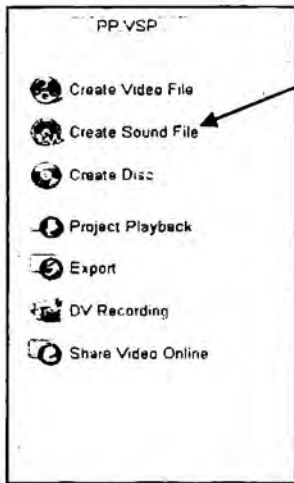 PP VSP
Create Video File
Create Sound File
Create Disc
Project Playback
Export
DV Recording
Share Video Online